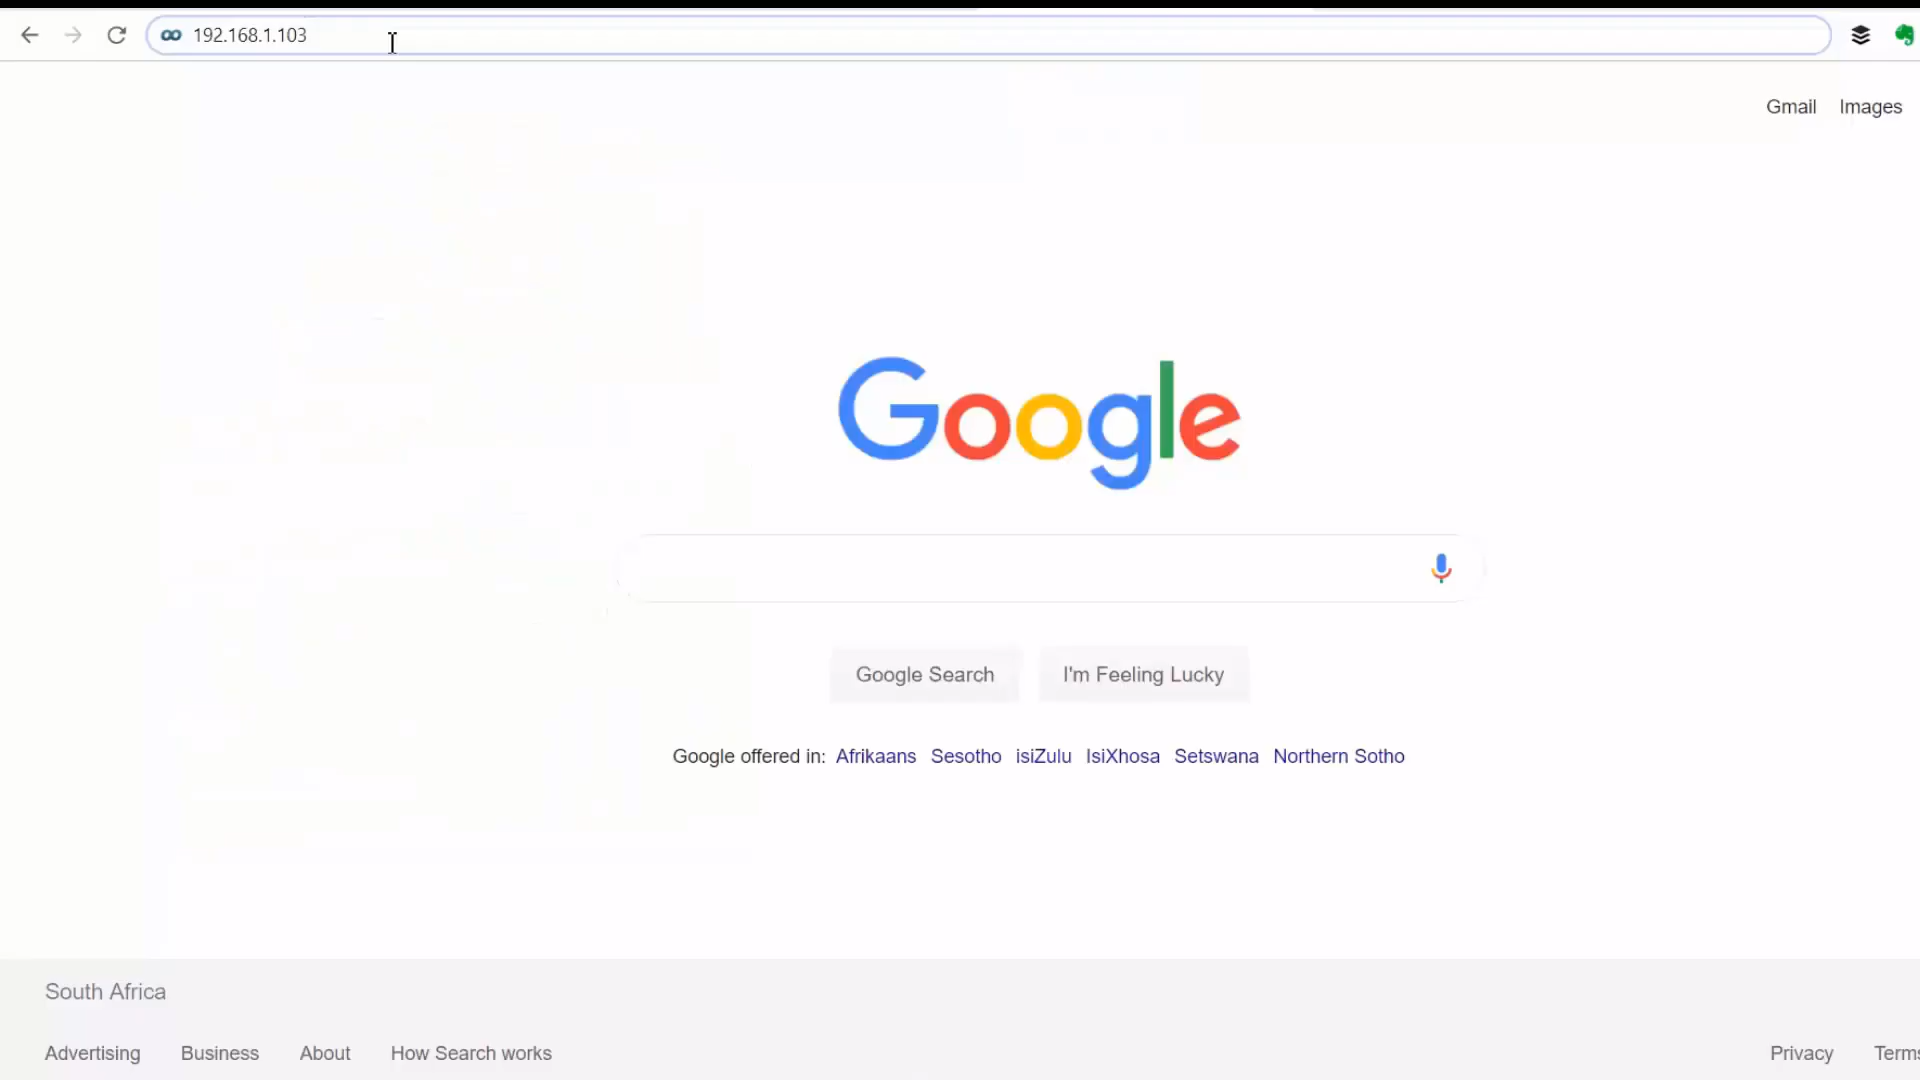 192.168.1.103
Gmail Images
Google
Google Search I'm Feeling Lucky
Google offered in: Afrikaans Sesotho isiZulu IsiXhosa Setswana Northern Sotho
South Africa
Advertising Business About How Search works Privacy Terms